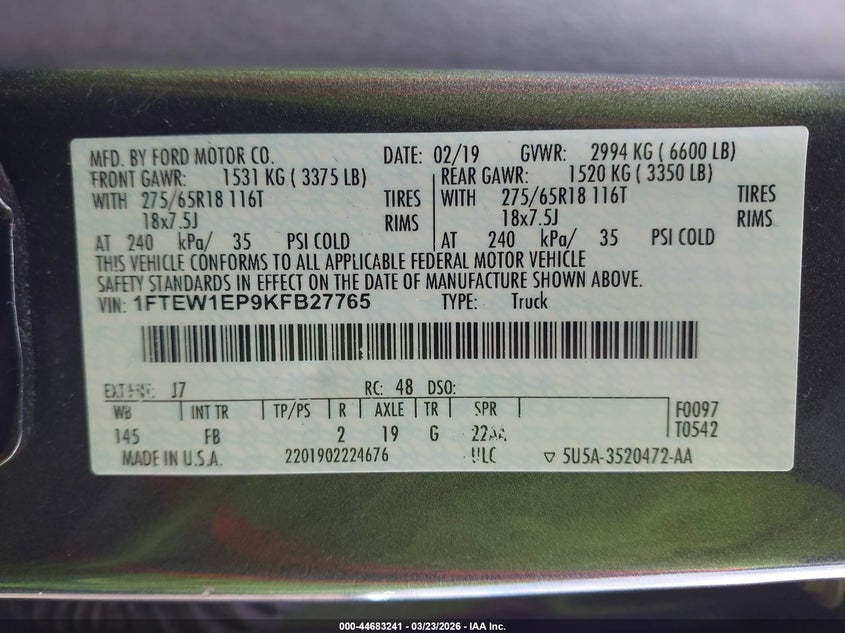 MFD. BY FORD MOTOR CO. DATE: 02/19 GVWR: 2994 KG ( 6600 LB)
FRONT GAWR: 1531 KG ( 3375 LB) REAR GAWR: 1520 KG ( 3350 LB)
WITH 275/65R18 116T TIRES WITH 275/65R18 116T TIRES
18x7.5J RIMS 18x7.5J RIMS
AT 240 kPa/ 35 PSI COLD AT 240 kPa/ 35 PSI COLD
THIS VEHICLE CONFORMS TO ALL APPLICABLE FEDERAL MOTOR VEHICLE
SAFETY STANDARDS IN EFFECT ON THE DATE OF MANUFACTURE SHOWN ABOVE.
VIN: 1FTEW1EP9KFB27765 TYPE: Truck
J7 RC: 48 DSO:
WB INT TR TP/PS R AXLE TR SPR F0097
145 FB 2 19 G 22AA T0542
MADE IN U.S.A. 2201902224676 ULC ▽ 5U5A-3520472-AA
000-44683241 | 03/23/2026 - IAA Inc.